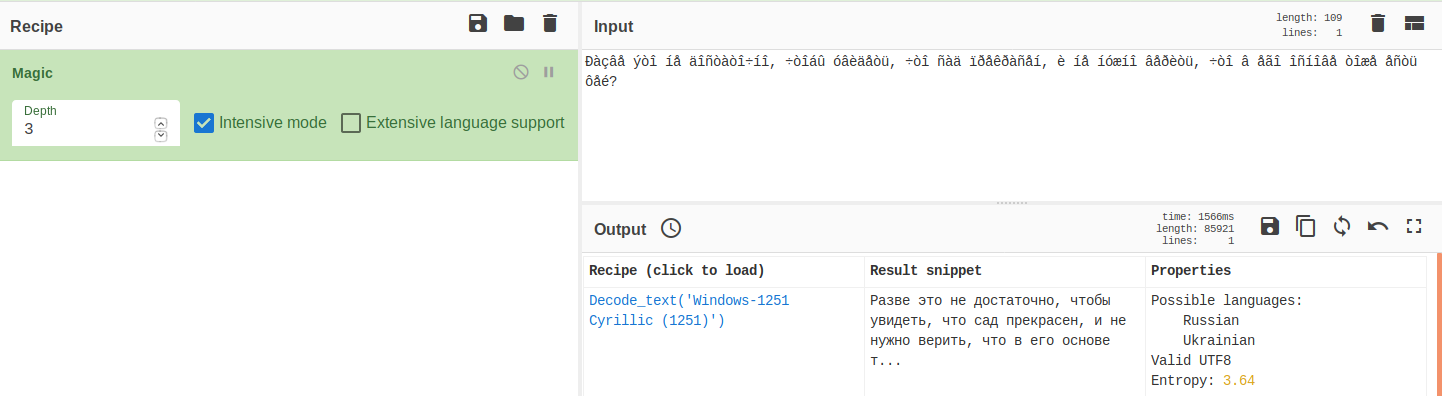 Recipe
Magic
Depth
3
Intensive mode
Extensive language support
Input
length: 109
lines: 1
Ðàçâå ýòî íå äîñòàòî÷íî, ÷òîáû óâèäåòü, ÷òî ñàä ïðåêðàñåí, è íå íóæíî âåðèòü, ÷òî â åãî îñíîâå òîæå åñòü
ôåé?
Output
time: 1566ms
length: 85921
lines: 1
Recipe (click to load)
Result snippet
Properties
Decode_text('Windows-1251
Cyrillic (1251)')
Разве это не достаточно, чтобы
увидеть, что сад прекрасен, и не
нужно верить, что в его основе
т...
Possible languages:
Russian
Ukrainian
Valid UTF8
Entropy: 3.64